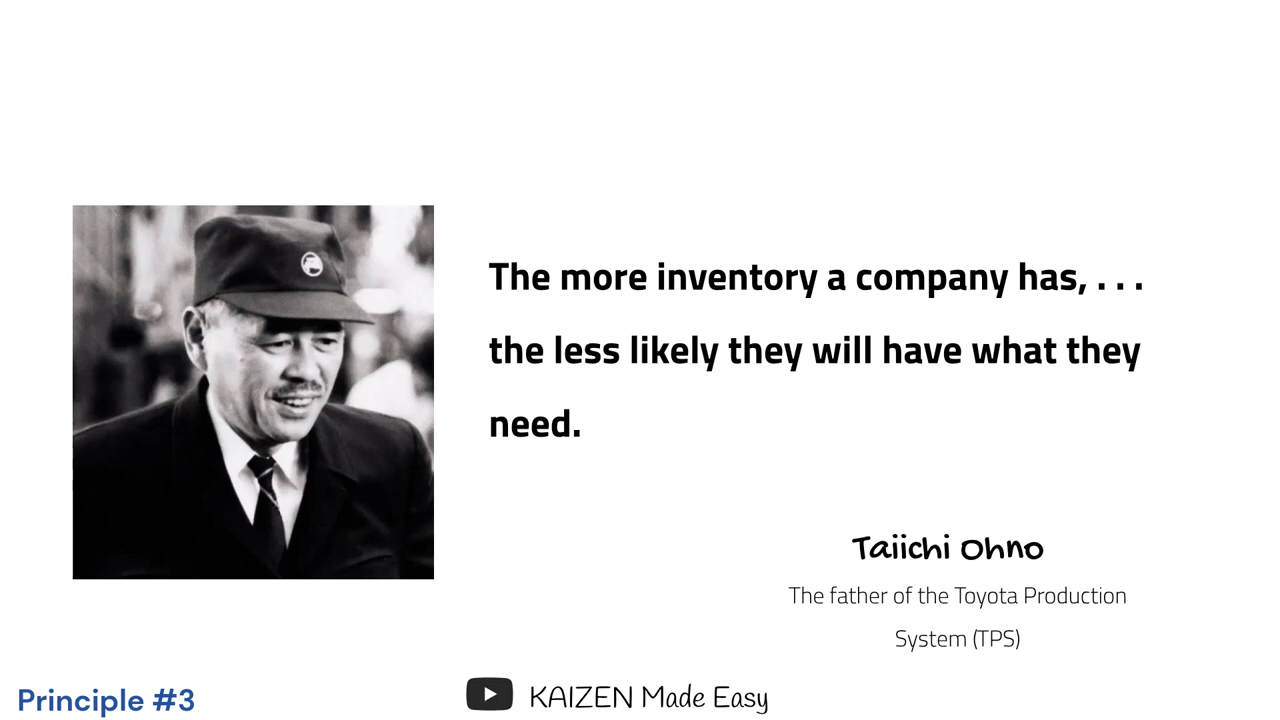 The more inventory a company has, . . .
the less likely they will have what they
need.
Taiichi Ohno
The father of the Toyota Production
System (TPS)
Principle #3
KAIZEN Made Easy